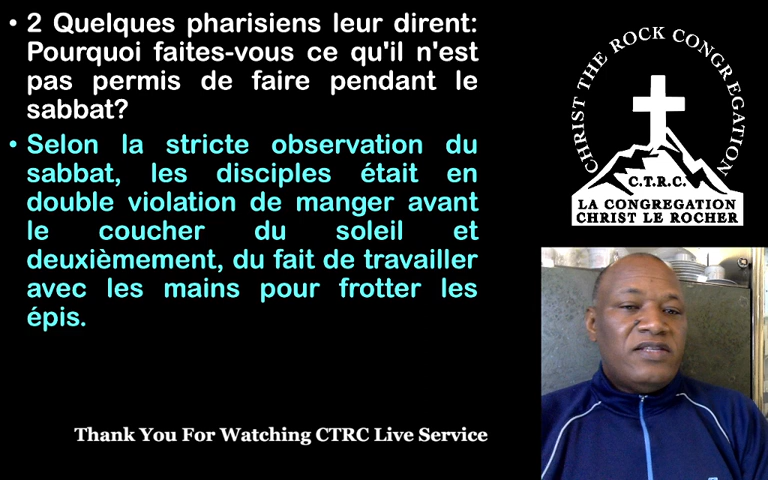 • 2 Quelques pharisiens leur dirent:
Pourquoi faites-vous ce qu'il n'est
pas permis de faire pendant le
sabbat?
• Selon la stricte observation du
sabbat, les disciples était en
double violation de manger avant
le coucher du soleil et
deuxièmement, du fait de travailler
avec les mains pour frotter les
épis.
CHRIST THE ROCK CONGREGATION
C.T.R.C.
LA CONGREGATION
CHRIST LE ROCHER
Thank You For Watching CTRC Live Service